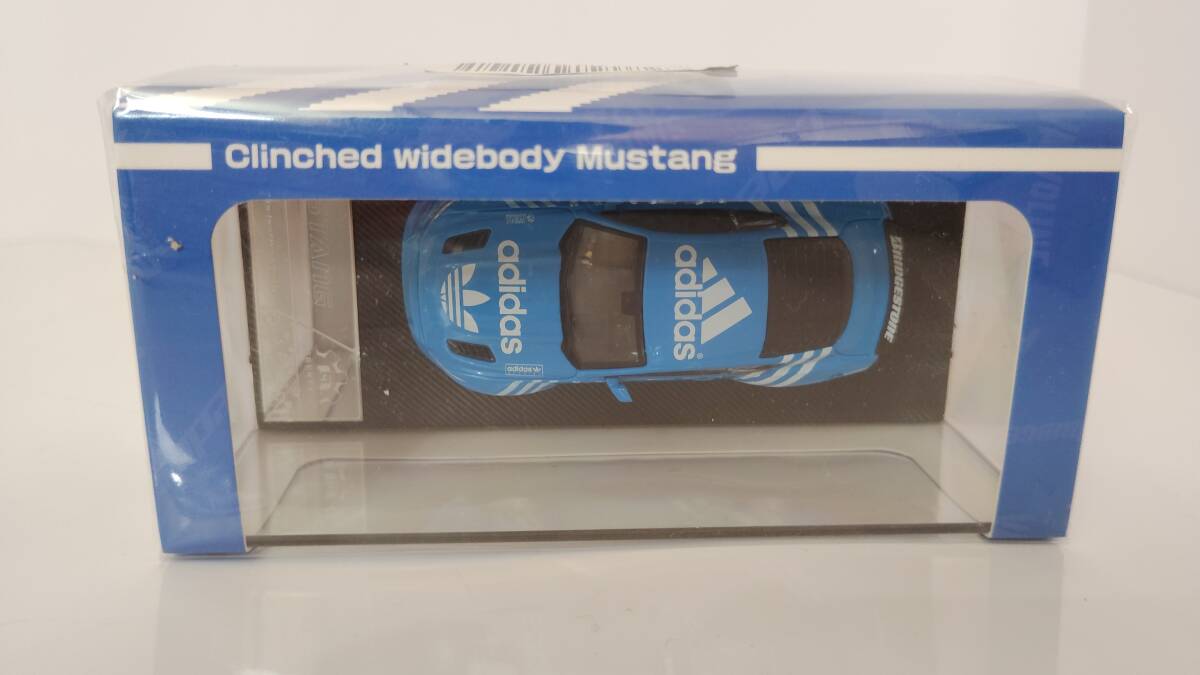 Clinched widebody Mustang
adidas
adidas
adidas
BRIDGESTONE